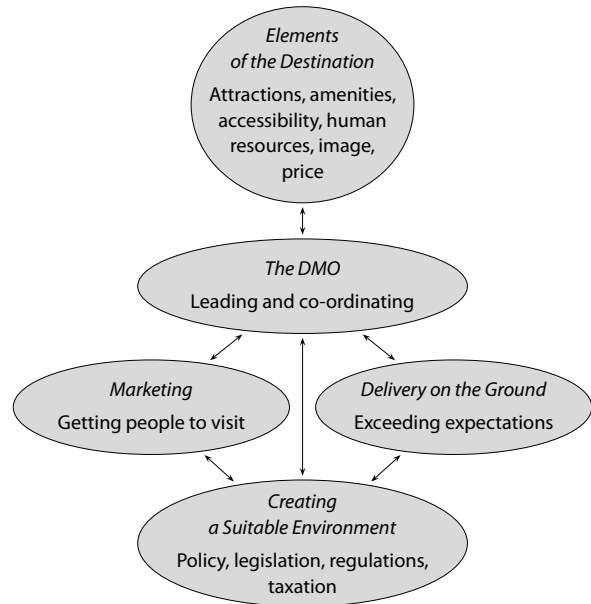 Elements
of the Destination
Attractions, amenities,
accessibility, human
resources, image,
price
The DMO
Leading and co-ordinating
Marketing
Getting people to visit
Delivery on the Ground
Exceeding expectations
Creating
a Suitable Environment
Policy, legislation, regulations,
taxation